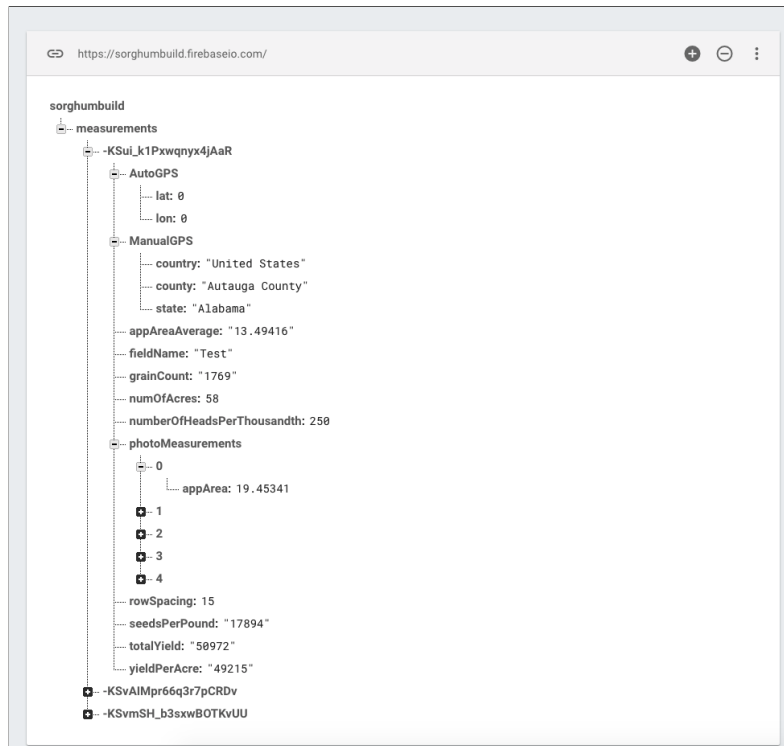 https://sorghumbuild.firebaseio.com/
sorghumbuild
measurements
-KSui_k1Pxwqnyx4jAaR
AutoGPS
lat: 0
lon: 0
ManualGPS
country: "United States"
county: "Autauga County"
state: "Alabama"
appAreaAverage: "13.49416"
fieldName: "Test"
grainCount: "1769"
numOfAcres: 58
numberOfHeadsPerThousandth: 250
photoMeasurements
0
appArea: 19.45341
1
2
3
4
rowSpacing: 15
seedsPerPound: "17894"
totalYield: "50972"
yieldPerAcre: "49215"
-KSvAIMpr66q3r7pCRDv
-KSvmSH_b3sxwBOTKvUU